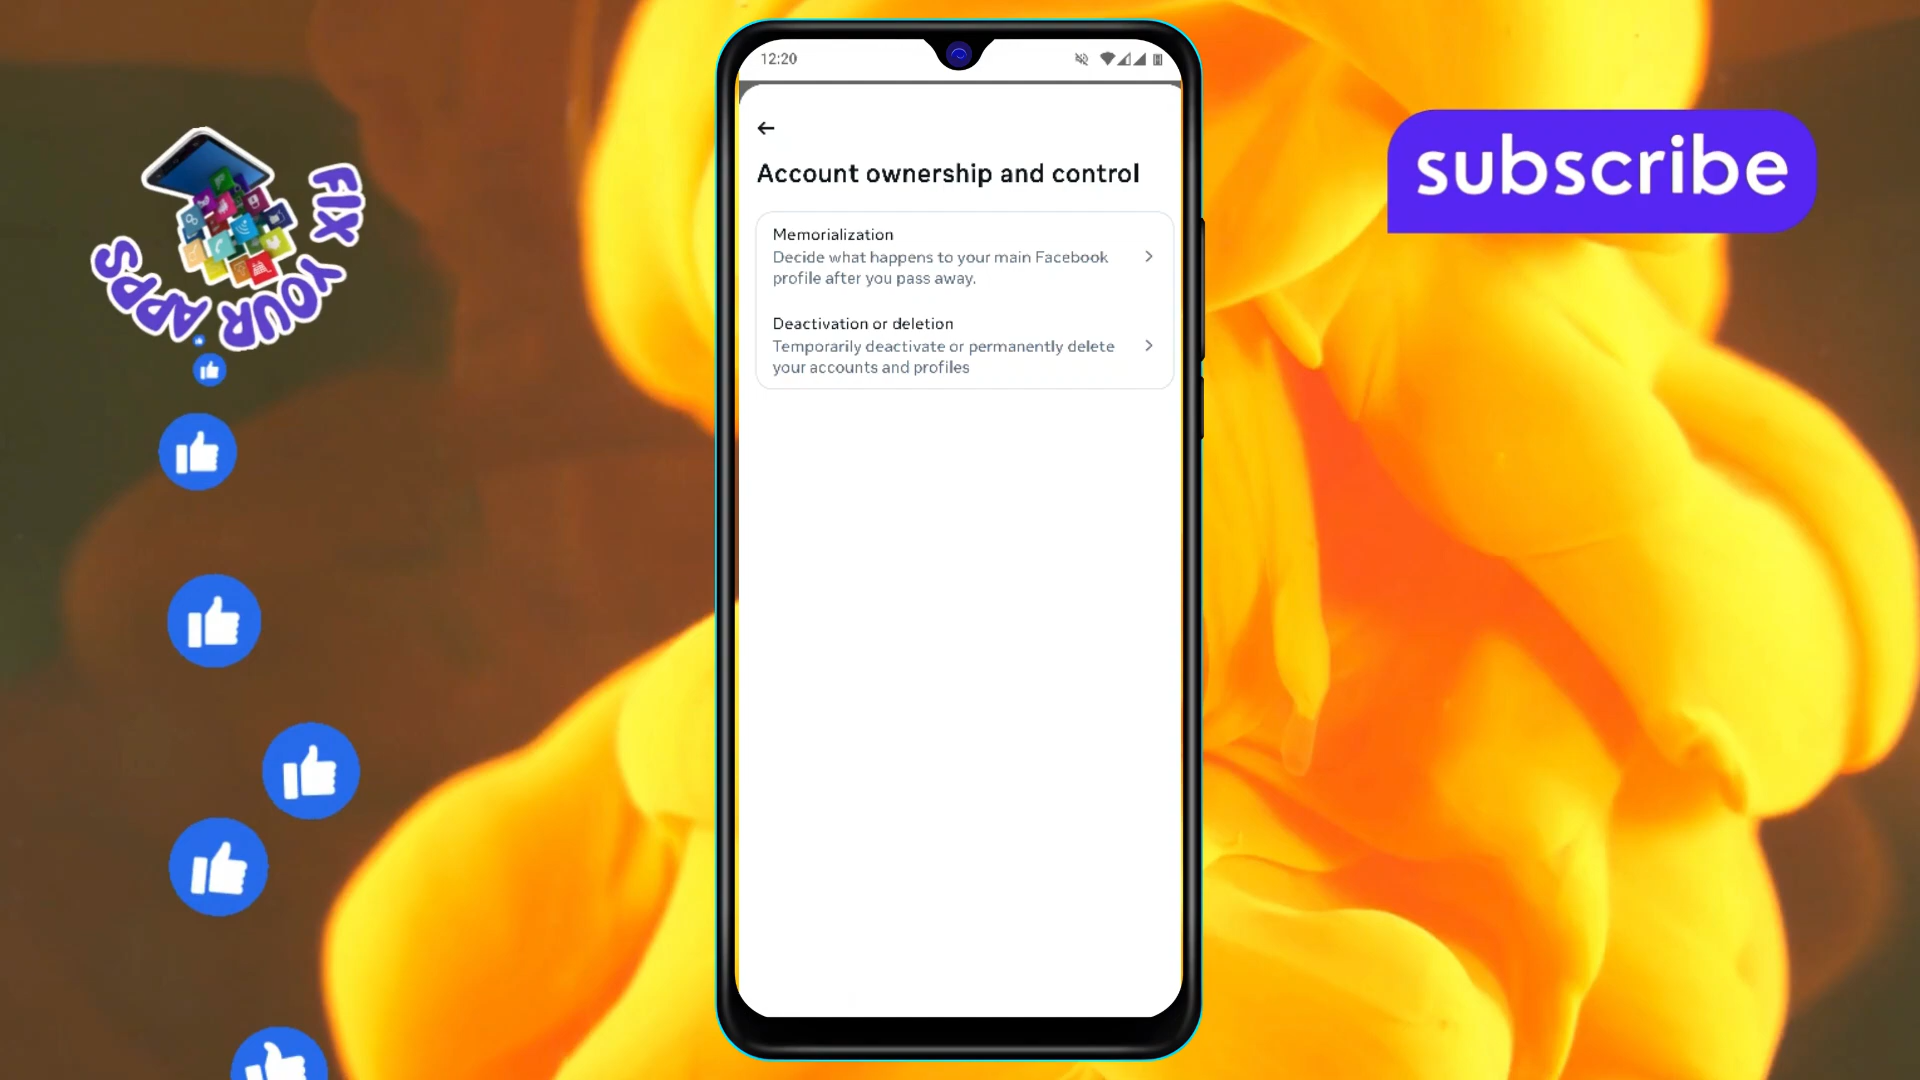 12:20
Account ownership and control
Memorialization
Decide what happens to your main Facebook
profile after you pass away.
Deactivation or deletion
Temporarily deactivate or permanently delete
your accounts and profiles
subscribe
FIX YOUR APPS